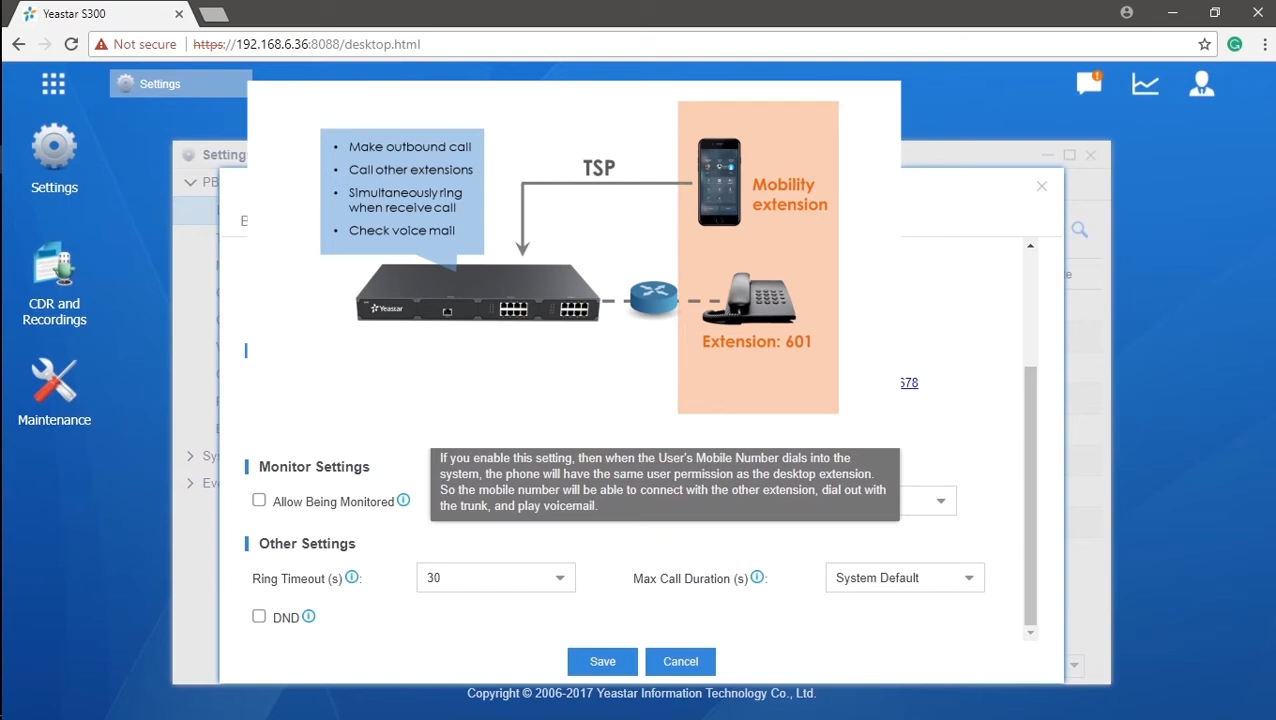 Yeastar S300
Not secure
https://192.168.6.36:8088/desktop.html
Settings
Settings
CDR and
Recordings
Maintenance
• Make outbound call
• Call other extensions
• Simultaneously ring
when receive call
• Check voice mail
TSP
Mobility
extension
Yeastar
Extension: 601
678
Monitor Settings
Allow Being Monitored
If you enable this setting, then when the User's Mobile Number dials into the
system, the phone will have the same user permission as the desktop extension.
So the mobile number will be able to connect with the other extension, dial out with
the trunk, and play voicemail.
Other Settings
Ring Timeout (s) :
30
Max Call Duration (s) :
System Default
DND
Save
Cancel
Copyright © 2006-2017 Yeastar Information Technology Co., Ltd.